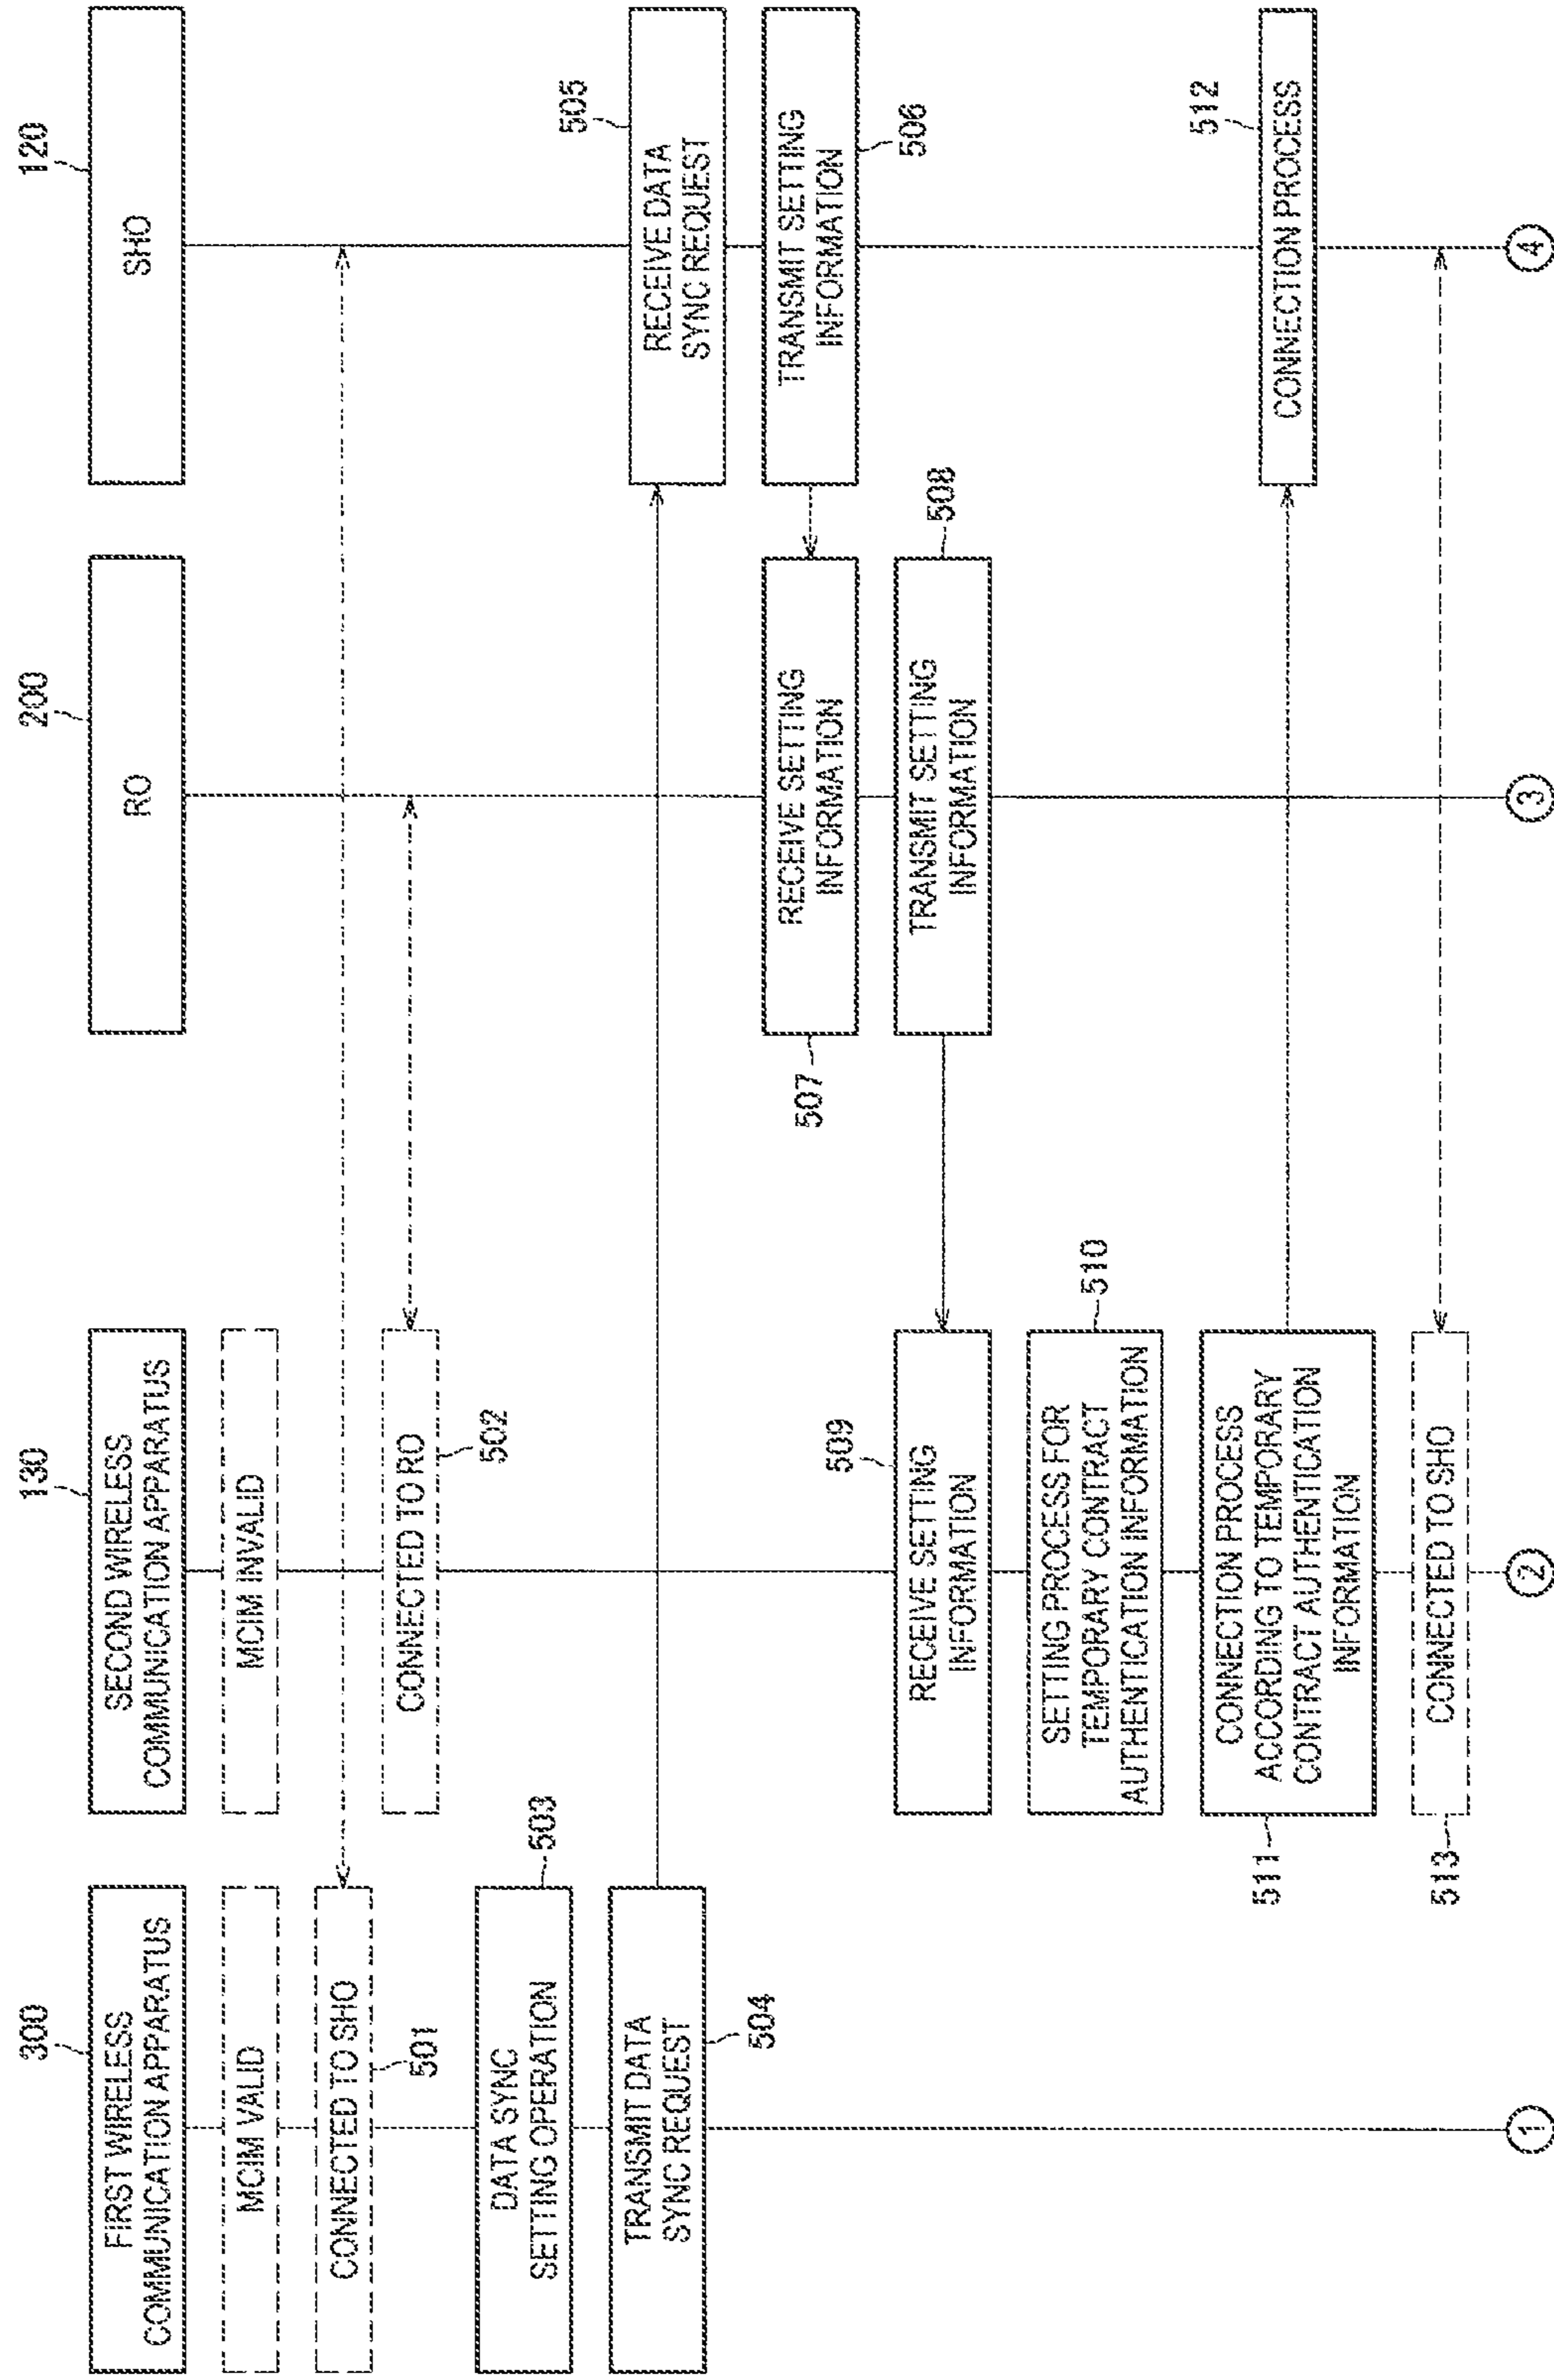 300
FIRST WIRELESS
COMMUNICATION APPARATUS
130
SECOND WIRELESS
COMMUNICATION APPARATUS
200
RO
120
SHO
MCIM VALID
MCIM INVALID
CONNECTED TO SHO
501
CONNECTED TO RO
502
DATA SYNC
SETTING OPERATION
503
TRANSMIT DATA
SYNC REQUEST
504
RECEIVE DATA
SYNC REQUEST
505
TRANSMIT SETTING
INFORMATION
506
RECEIVE SETTING
INFORMATION
507
TRANSMIT SETTING
INFORMATION
508
RECEIVE SETTING
INFORMATION
509
SETTING PROCESS FOR
TEMPORARY CONTRACT
AUTHENTICATION INFORMATION
510
CONNECTION PROCESS
ACCORDING TO TEMPORARY
CONTRACT AUTHENTICATION
INFORMATION
511
CONNECTION PROCESS
512
CONNECTED TO SHO
513
1
2
3
4